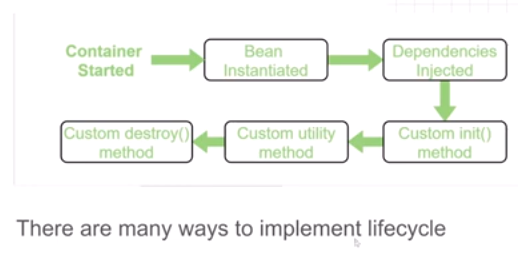 Container
Started
Bean
Instantiated
Dependencies
Injected
Custom init()
method
Custom utility
method
Custom destroy()
method
There are many ways to implement lifecycle